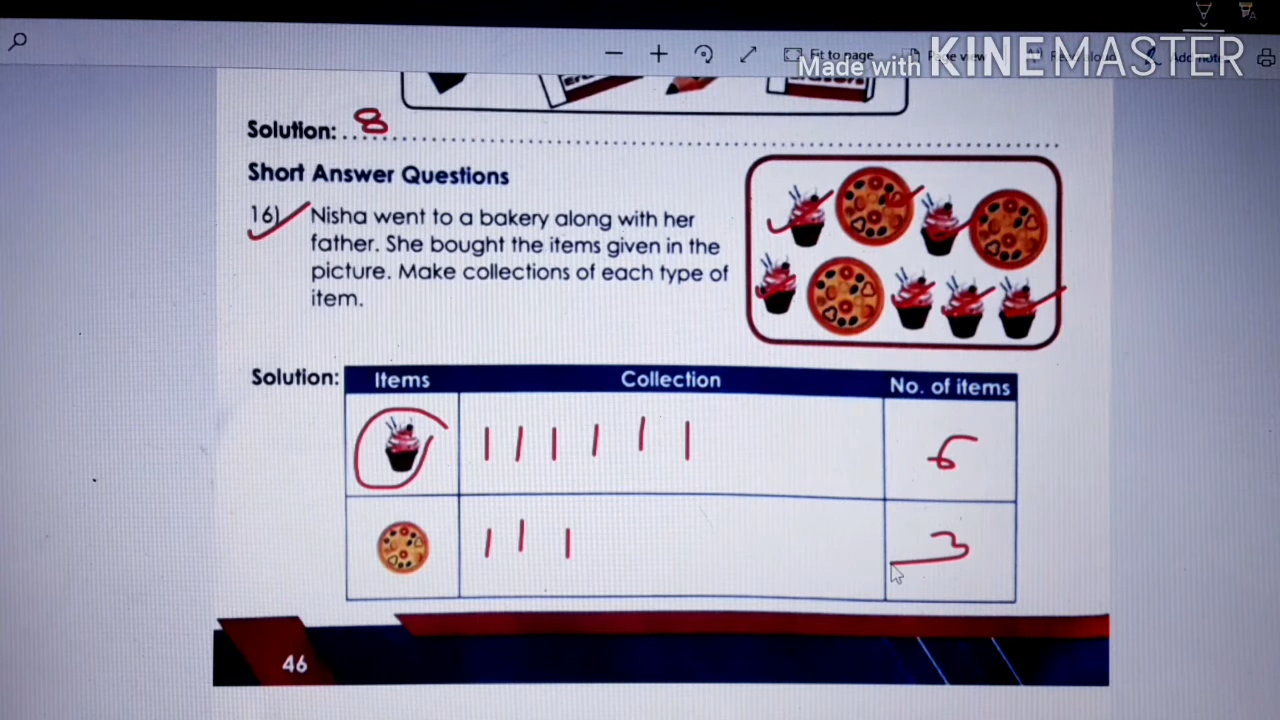 Fit to page
Page view
Made with KINEMASTER
Solution: 8
Short Answer Questions
16) Nisha went to a bakery along with her
father. She bought the items given in the
picture. Make collections of each type of
item.
Solution:
Items Collection No. of items
6
3
46